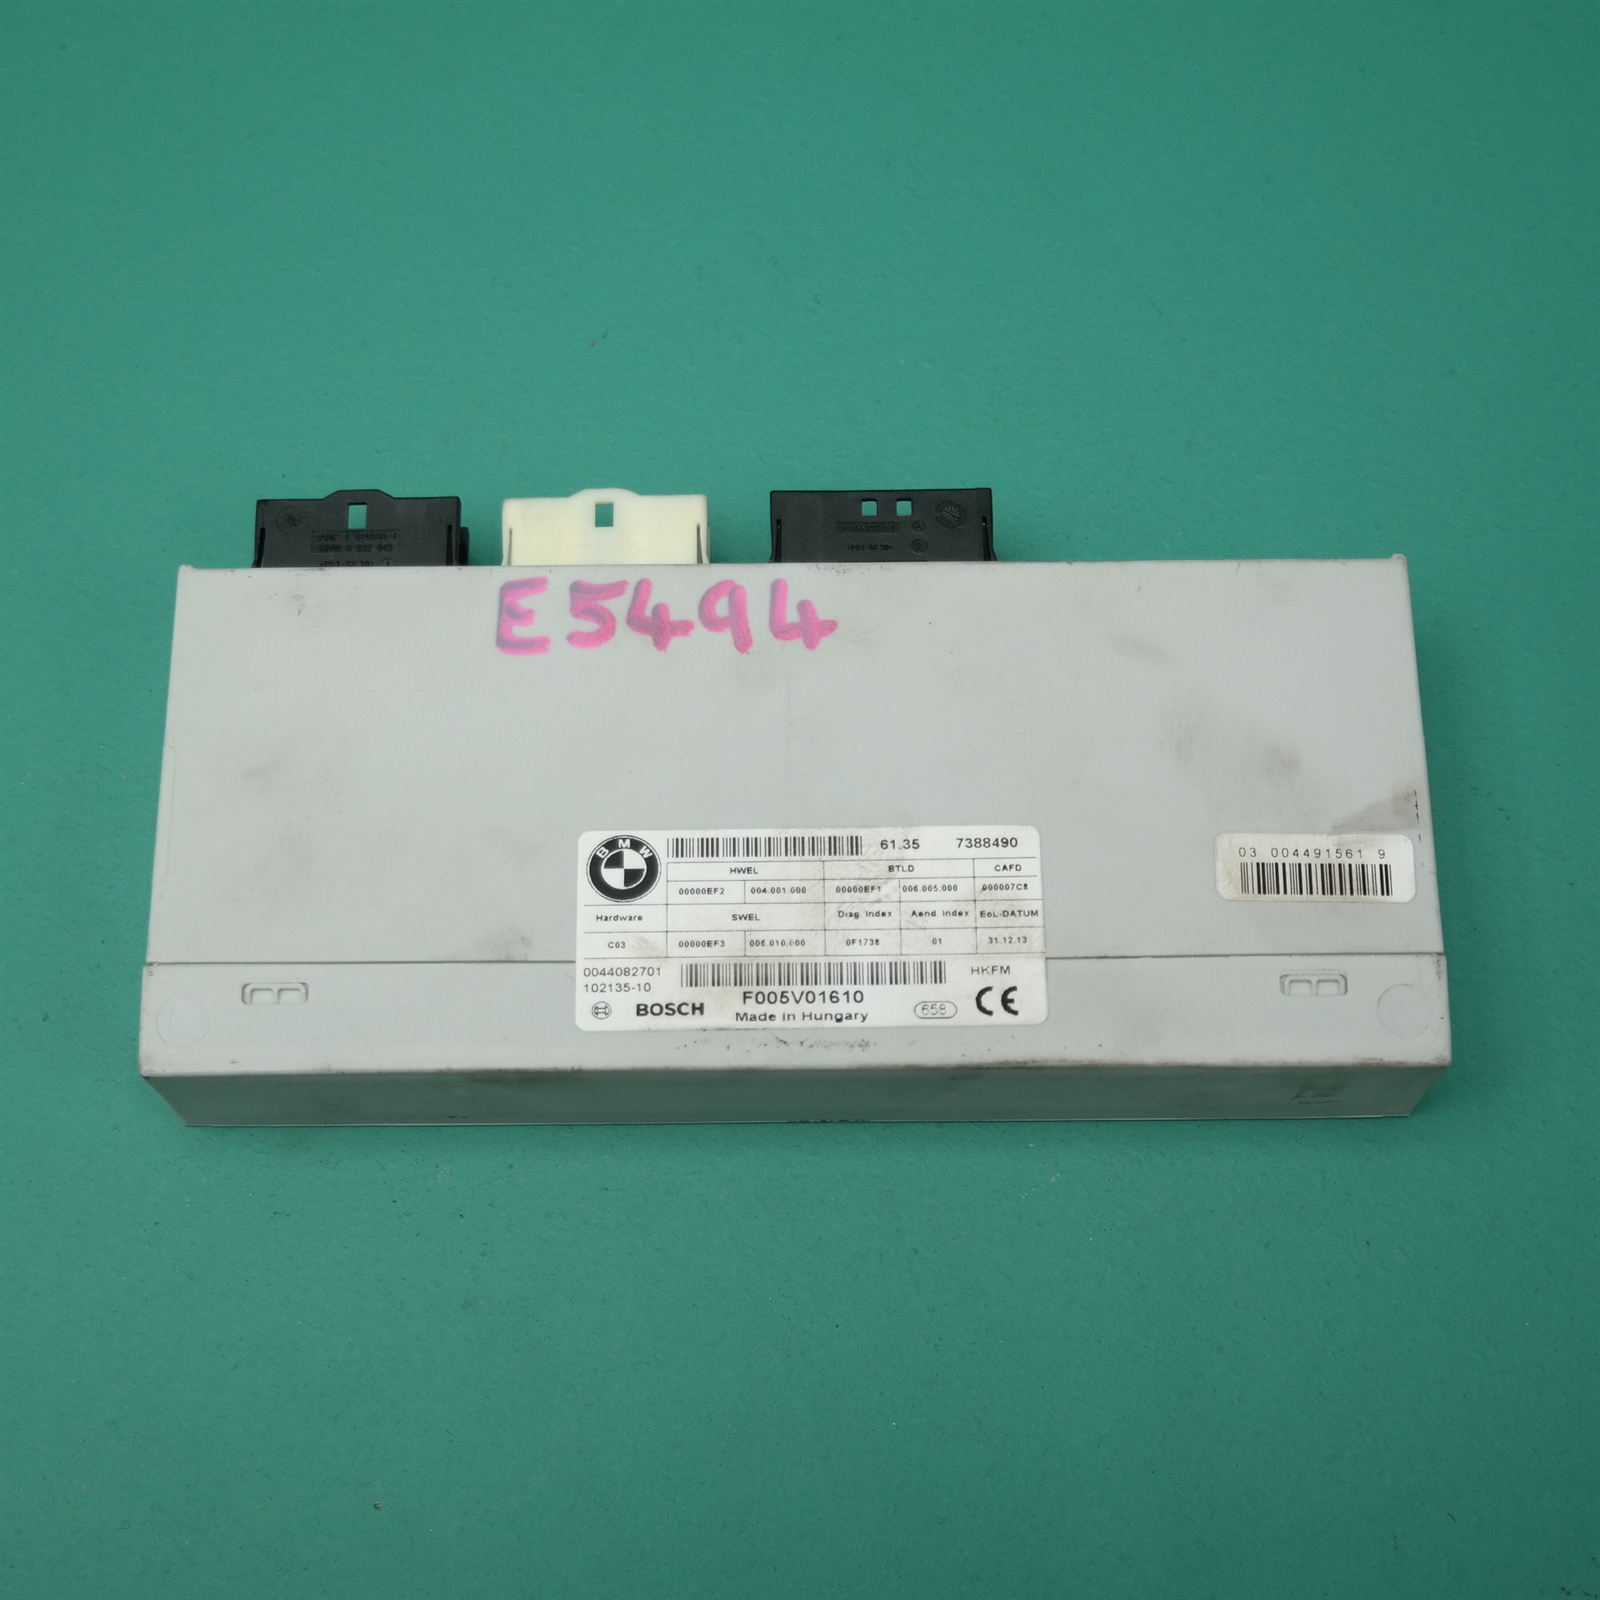 E5494
BMW
61.35 7388490
HWEL BTLD CAFD
00000EF2 004.001.000 00000EF1 006.005.000 000007C8
Hardware SWEL Diag. Index Aend. Index EoL-DATUM
C03 00000EF3 006.010.000 0F1738 01 31.12.13
0044082701 HKFM
102135-10
F005V01610
BOSCH 658 CE
Made in Hungary
03 004491561 9